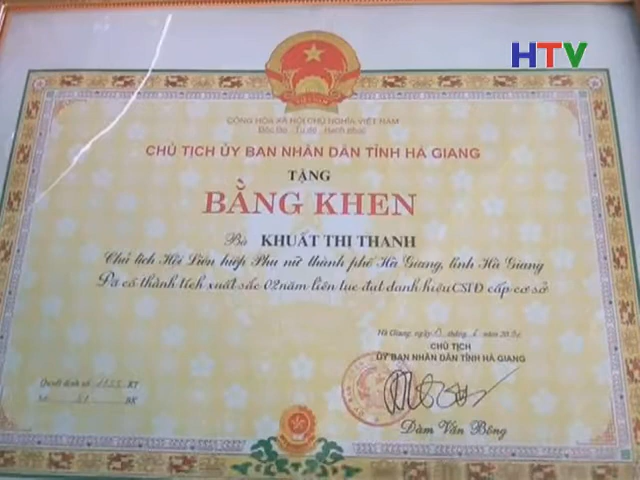 HTV
CỘNG HÒA XÃ HỘI CHỦ NGHĨA VIỆT NAM
Độc lập - Tự do - Hạnh phúc
CHỦ TỊCH ỦY BAN NHÂN DÂN TỈNH HÀ GIANG
TẶNG
BẰNG KHEN
Bà KHUẤT THỊ THANH
Chủ tịch Hội Liên hiệp Phụ nữ thành phố Hà Giang, tỉnh Hà Giang
Đã có thành tích xuất sắc 02 năm liên tục đạt danh hiệu CSTĐ cấp cơ sở
Hà Giang, ngày tháng năm
CHỦ TỊCH
ỦY BAN NHÂN DÂN TỈNH HÀ GIANG
Quyết định số KT
Số 51 BK
Đàm Văn Bông